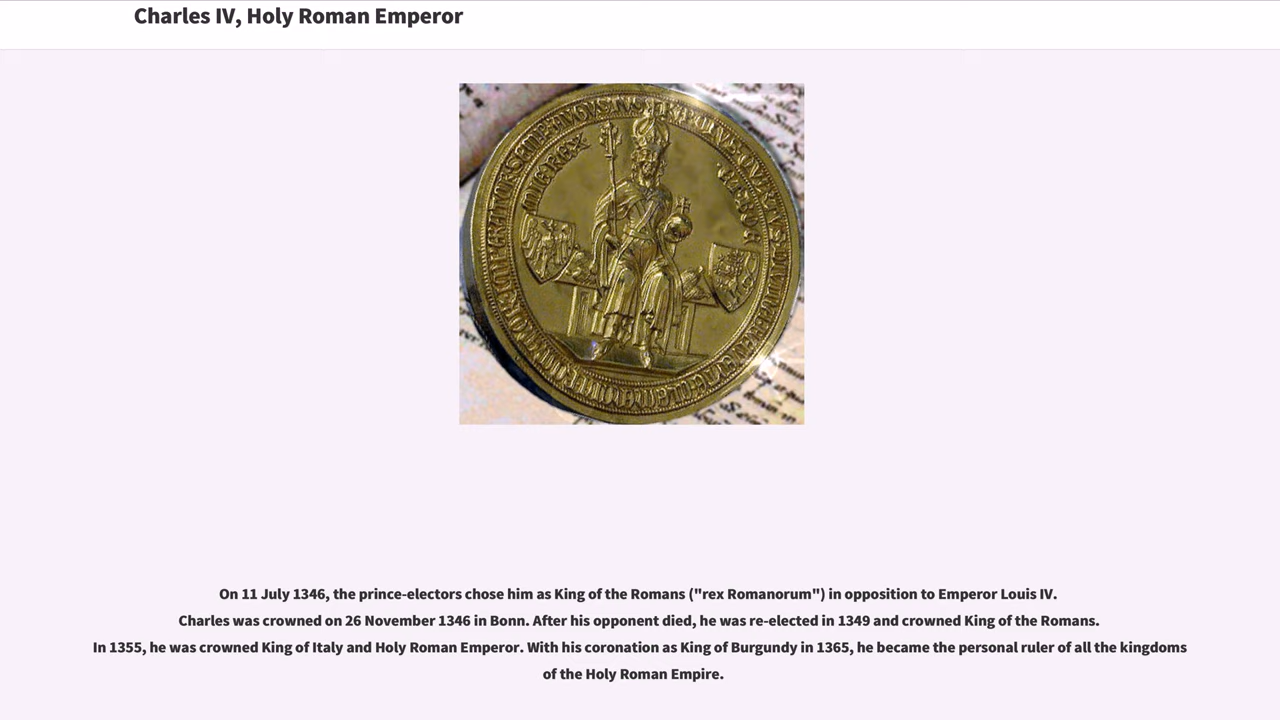 Charles IV, Holy Roman Emperor
On 11 July 1346, the prince-electors chose him as King of the Romans ("rex Romanorum") in opposition to Emperor Louis IV.
Charles was crowned on 26 November 1346 in Bonn. After his opponent died, he was re-elected in 1349 and crowned King of the Romans.
In 1355, he was crowned King of Italy and Holy Roman Emperor. With his coronation as King of Burgundy in 1365, he became the personal ruler of all the kingdoms
of the Holy Roman Empire.